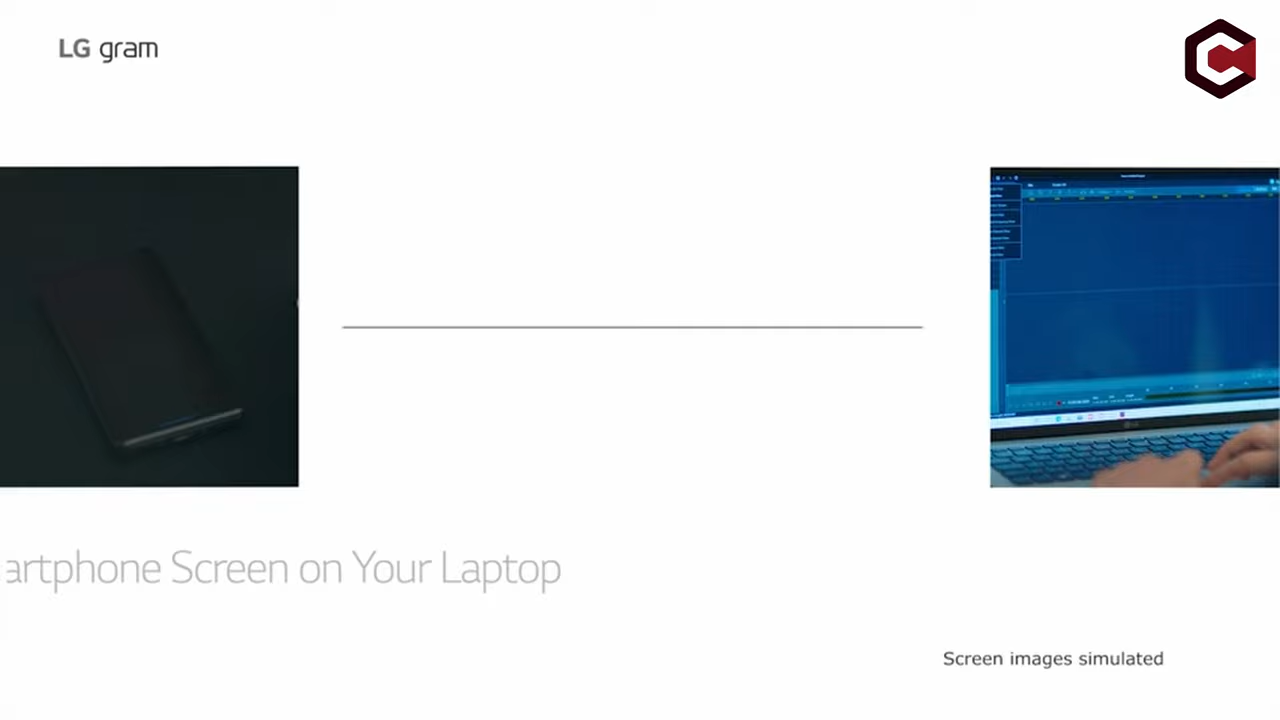 LG gram
artphone Screen on Your Laptop
Screen images simulated